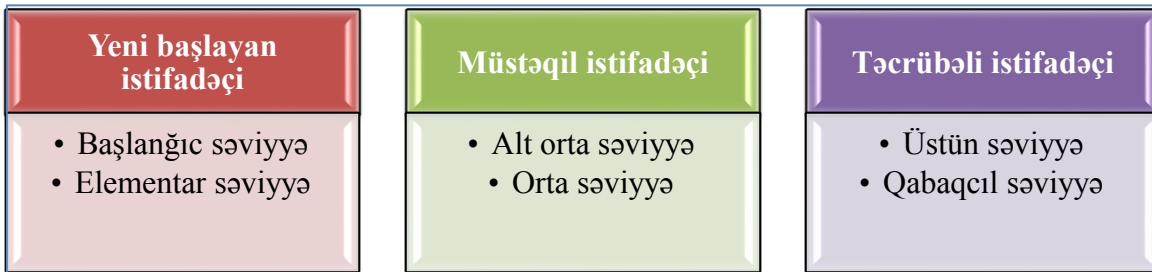 Yeni başlayan
istifadəçi
• Başlanğıc səviyyə
• Elementar səviyyə
Müstəqil istifadəçi
• Alt orta səviyyə
• Orta səviyyə
Təcrübəli istifadəçi
• Üstün səviyyə
• Qabaqcıl səviyyə